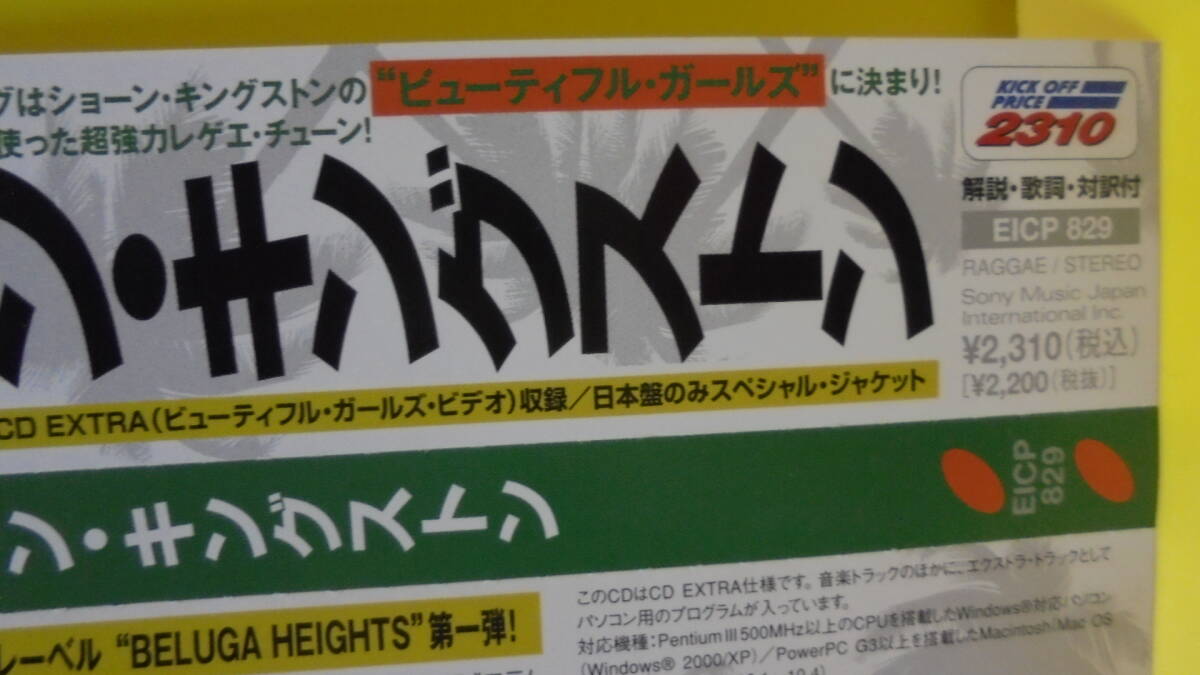 グはショーン・キングストンの“ビューティフル・ガールズ”に決まり!
使った超強力レゲエ・チューン!
ン・キングストン
CD EXTRA(ビューティフル・ガールズ・ビデオ)収録/日本盤のみスペシャル・ジャケット
KICK OFF
PRICE
2310
解説・歌詞・対訳付
EICP 829
RAGGAE / STEREO
Sony Music Japan
International Inc.
¥2,310(税込)
[¥2,200(税抜)]
ン・キングストン
EICP
829
レーベル “BELUGA HEIGHTS”第一弾!
このCDはCD EXTRA仕様です。音楽トラックのほかに、エクストラ・トラックとして
パソコン用のプログラムが入っています。
対応機種:Pentium III 500MHz以上のCPUを搭載したWindows®対応パソコン
(Windows® 2000/XP)/PowerPC G3以上を搭載したMacintosh(Mac OS